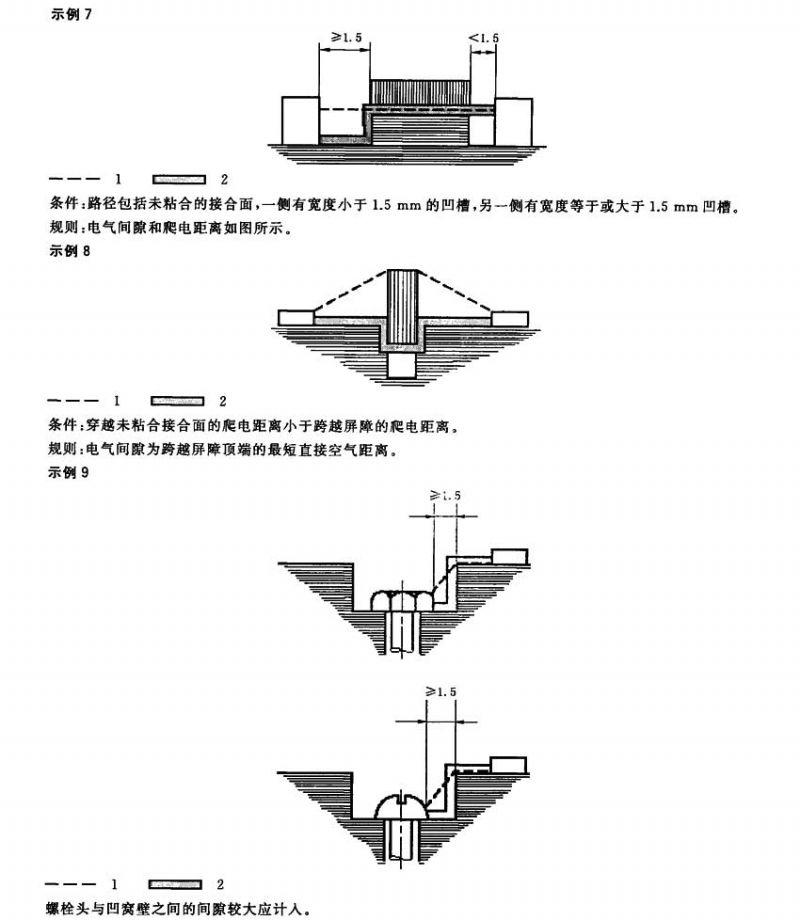 示例 7
≥1.5 <1.5
1 2
条件:路径包括未粘合的接合面,一侧有宽度小于 1.5 mm 的凹槽,另一侧有宽度等于或大于 1.5 mm 凹槽。
规则:电气间隙和爬电距离如图所示。
示例 8
1 2
条件:穿越未粘合接合面的爬电距离小于跨越屏障的爬电距离。
规则:电气间隙为跨越屏障顶端的最短直接空气距离。
示例 9
≥1.5
≥1.5
1 2
螺栓头与凹窝壁之间的间隙较大应计入。